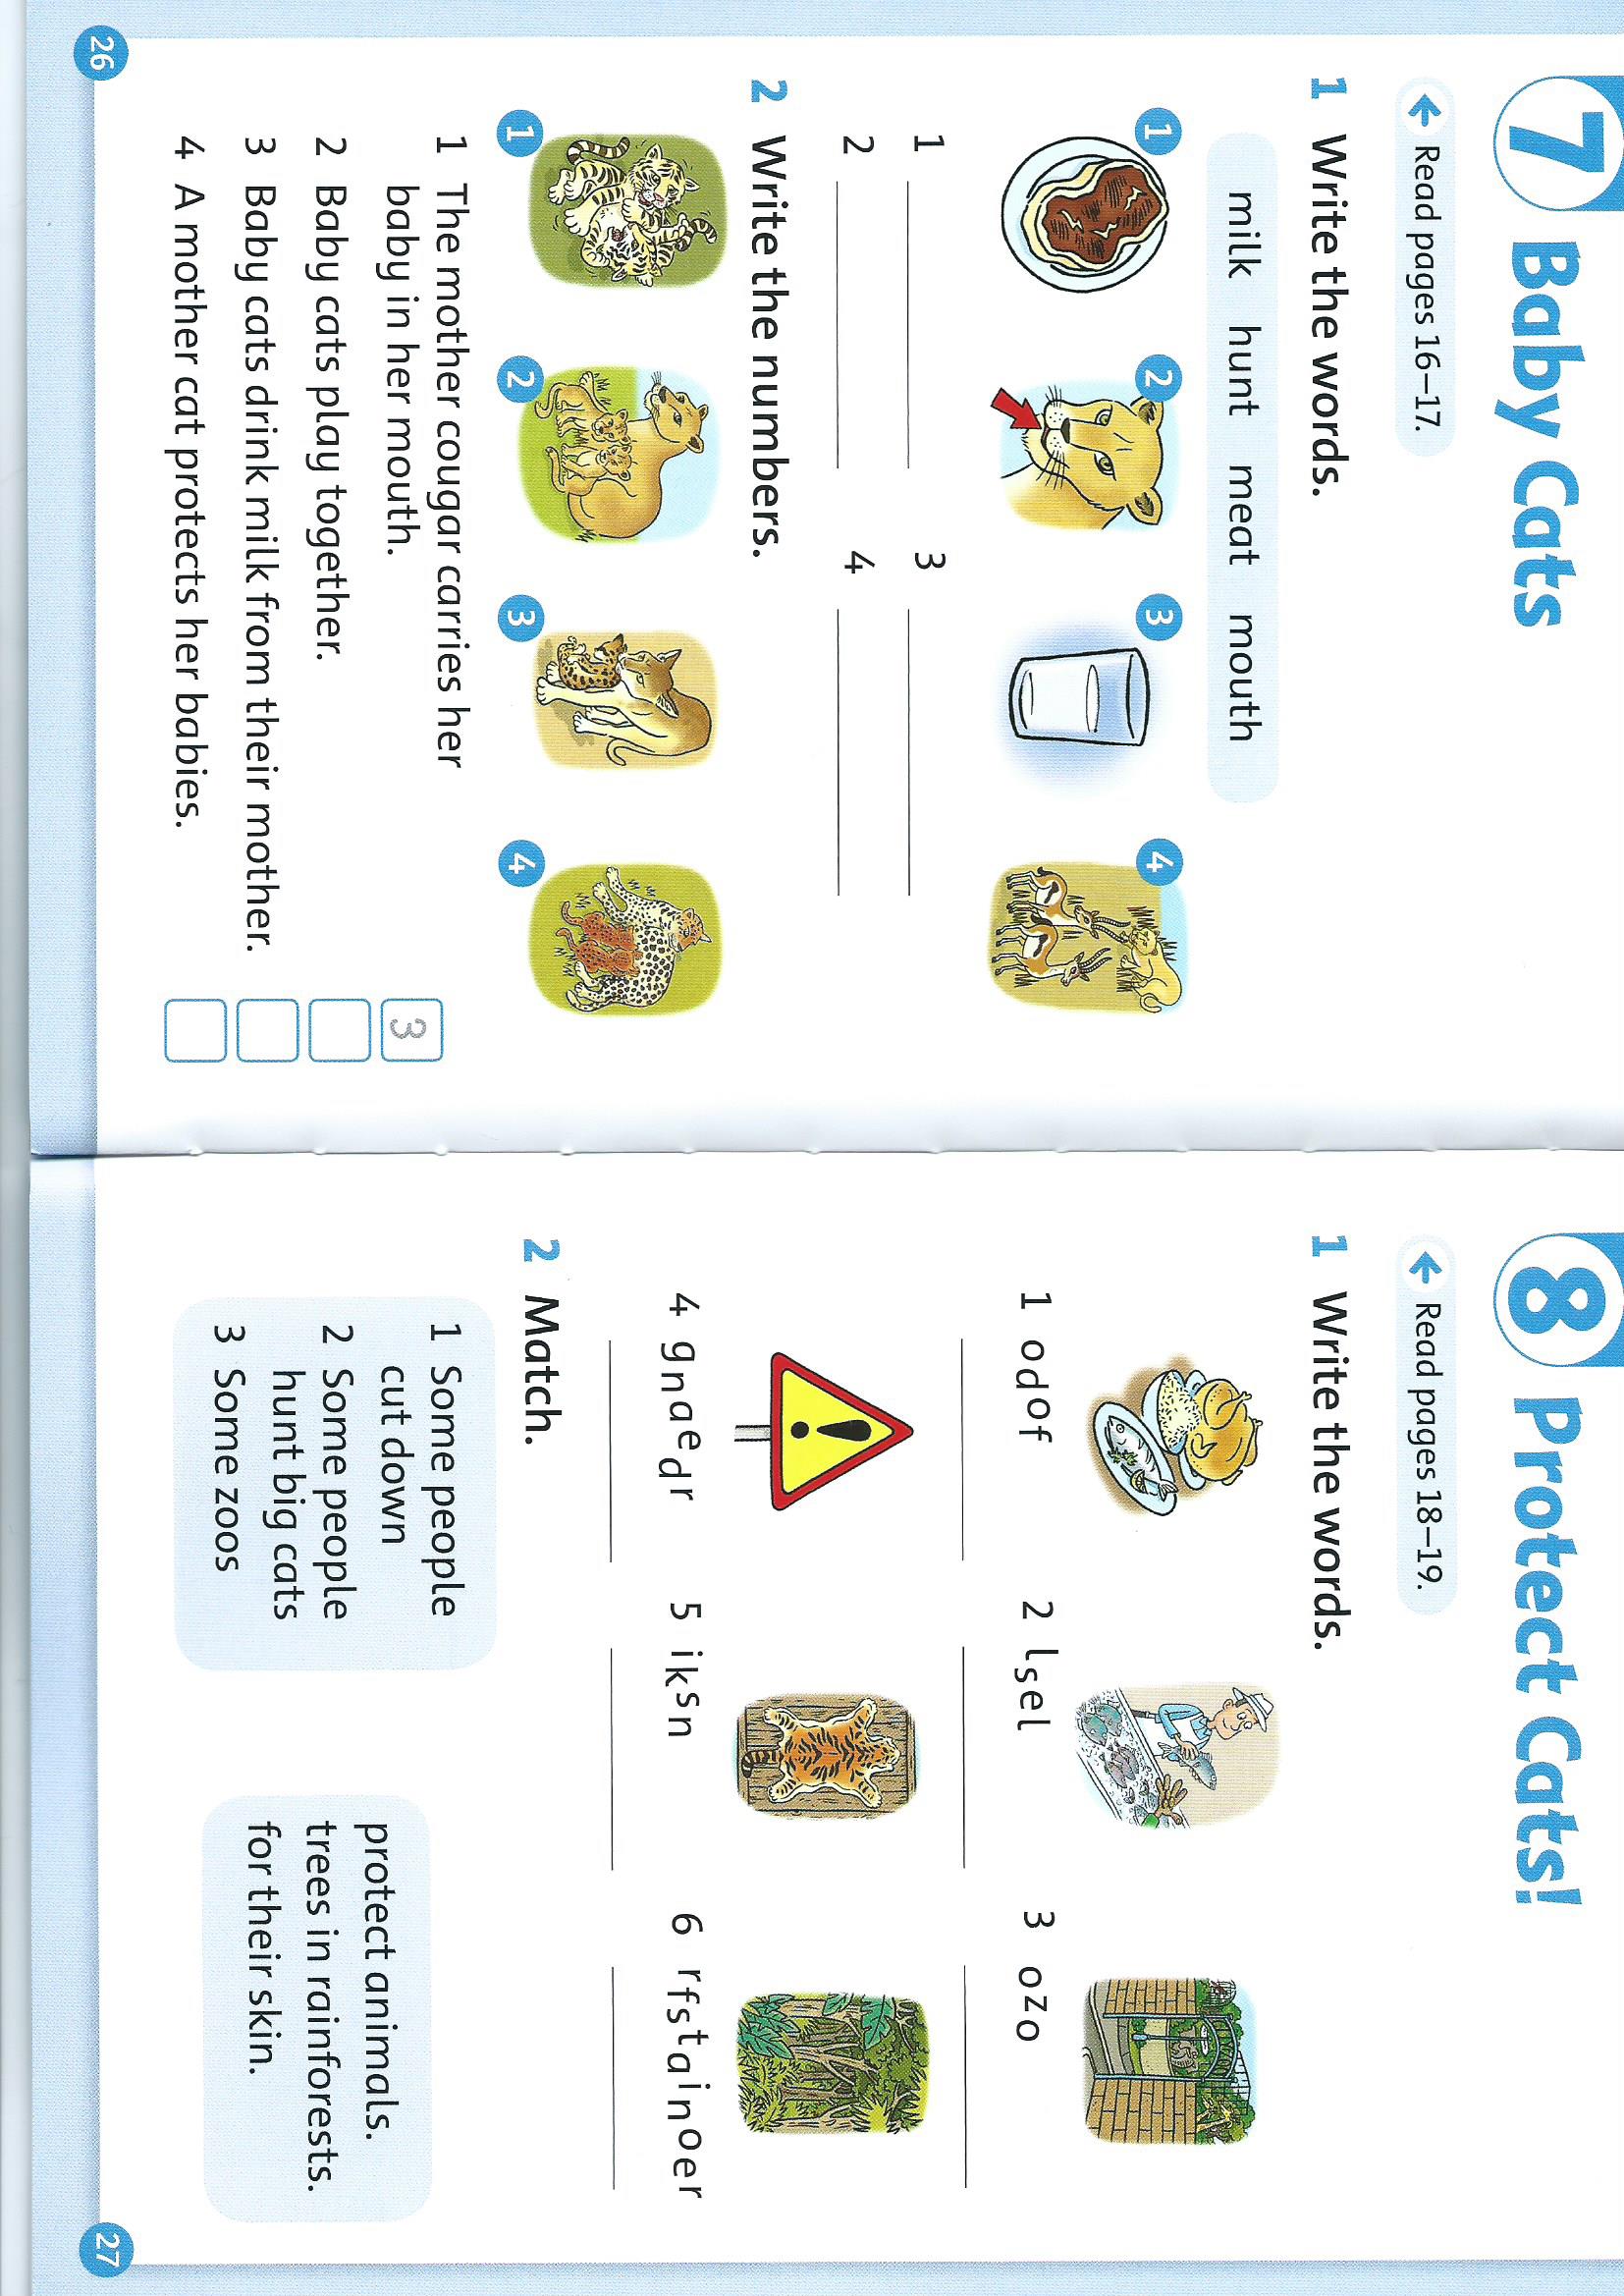 7 Baby Cats
← Read pages 16–17.
1 Write the words.
milk hunt meat mouth
1 2 3 4
1 3
2 4
2 Write the numbers.
1 2 3 4
1 The mother cougar carries her
baby in her mouth. 3
2 Baby cats play together.
3 Baby cats drink milk from their mother.
4 A mother cat protects her babies.
26
8 Protect Cats!
← Read pages 18–19.
1 Write the words.
1 odof 2 lsel 3 ozo
4 gnaedr 5 iksn 6 rfstainoer
2 Match.
1 Some people
cut down
2 Some people
hunt big cats
3 Some zoos
protect animals.
trees in rainforests.
for their skin.
27